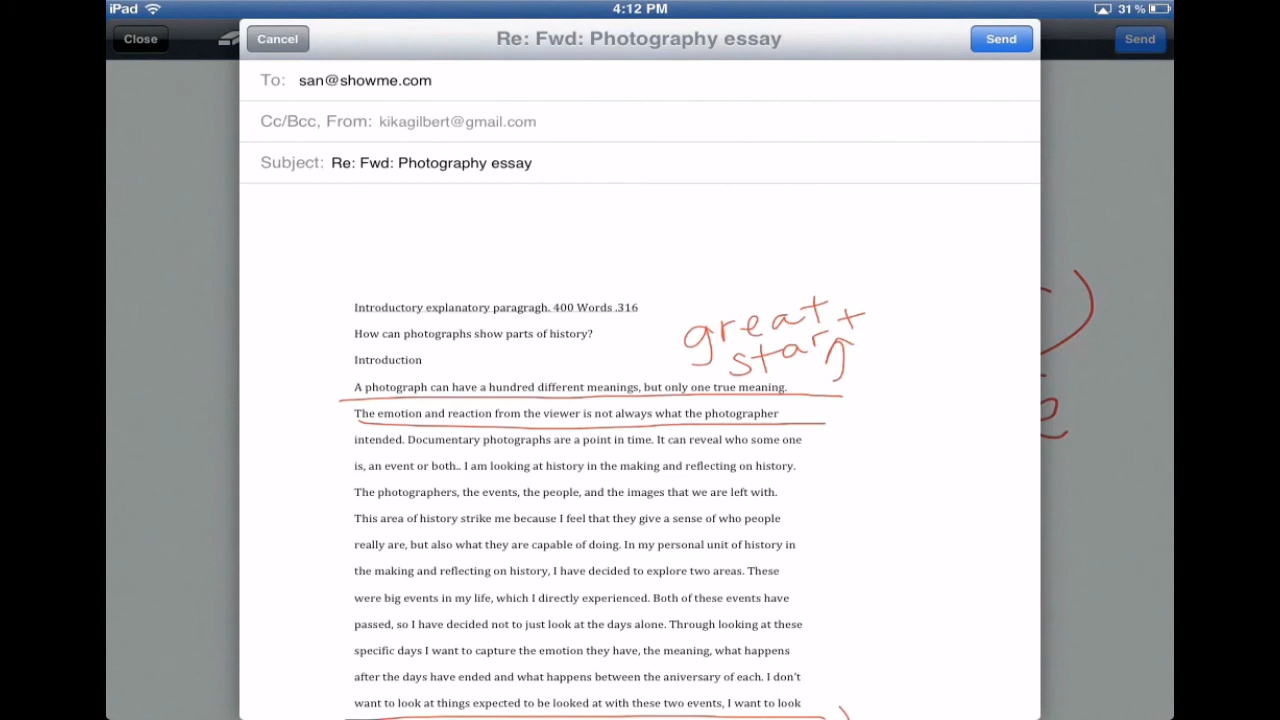 iPad 4:12 PM 31 %
Close Cancel Re: Fwd: Photography essay Send Send
To: san@showme.com
Cc/Bcc, From: kikagilbert@gmail.com
Subject: Re: Fwd: Photography essay
Introductory explanatory paragragh. 400 Words .316
great
How can photographs show parts of history?
start
Introduction
A photograph can have a hundred different meanings, but only one true meaning.
The emotion and reaction from the viewer is not always what the photographer
intended. Documentary photographs are a point in time. It can reveal who some one
is, an event or both.. I am looking at history in the making and reflecting on history.
The photographers, the events, the people, and the images that we are left with.
This area of history strike me because I feel that they give a sense of who people
really are, but also what they are capable of doing. In my personal unit of history in
the making and reflecting on history, I have decided to explore two areas. These
were big events in my life, which I directly experienced. Both of these events have
passed, so I have decided not to just look at the days alone. Through looking at these
specific days I want to capture the emotion they have, the meaning, what happens
after the days have ended and what happens between the aniversary of each. I don't
want to look at things expected to be looked at with these two events, I want to look